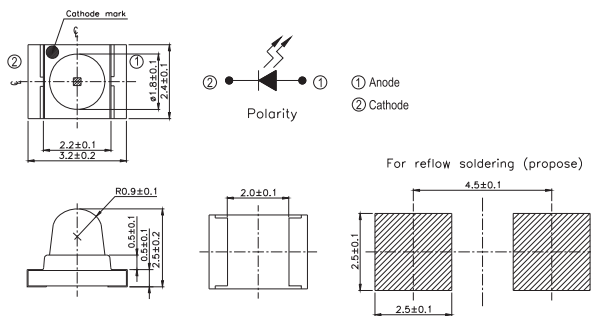 Cathode mark
℄
②
①
℄
ø1.8±0.1
2.4±0.1
2.2±0.1
3.2±0.2
②
①
Polarity
① Anode
② Cathode
For reflow soldering (propose)
R0.9±0.1
0.5±0.1
0.5±0.1
2.5±0.2
2.0±0.1
4.5±0.1
2.5±0.1
2.5±0.1